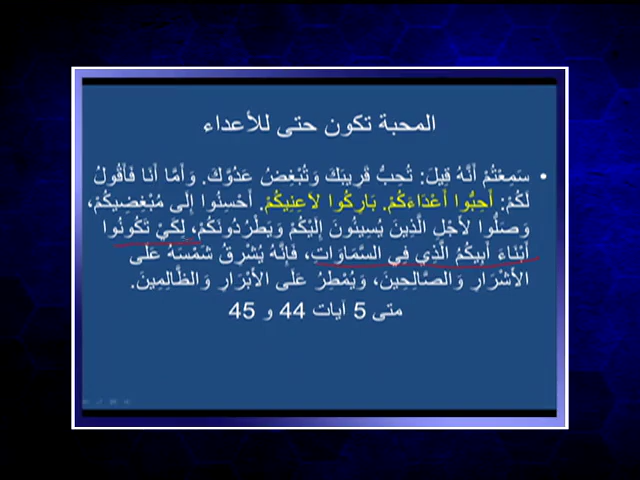 المحبة تكون حتى للأعداء
• سَمِعْتُمْ أَنَّهُ قِيلَ: تُحِبُّ قَرِيبَكَ وَتُبْغِضُ عَدُوَّكَ. وَأَمَّا أَنَا فَأَقُولُ
لَكُمْ: أَحِبُّوا أَعْدَاءَكُمْ. بَارِكُوا لاَعِنِيكُمْ. أَحْسِنُوا إِلَى مُبْغِضِيكُمْ،
وَصَلُّوا لأَجْلِ الَّذِينَ يُسِيئُونَ إِلَيْكُمْ وَيَطْرُدُونَكُمْ، لِكَيْ تَكُونُوا
أَبْنَاءَ أَبِيكُمُ الَّذِي فِي السَّمَاوَاتِ، فَإِنَّهُ يُشْرِقُ شَمْسَهُ عَلَى
الأَشْرَارِ وَالصَّالِحِينَ، وَيُمْطِرُ عَلَى الأَبْرَارِ وَالظَّالِمِينَ.
متى 5 آيات 44 و 45